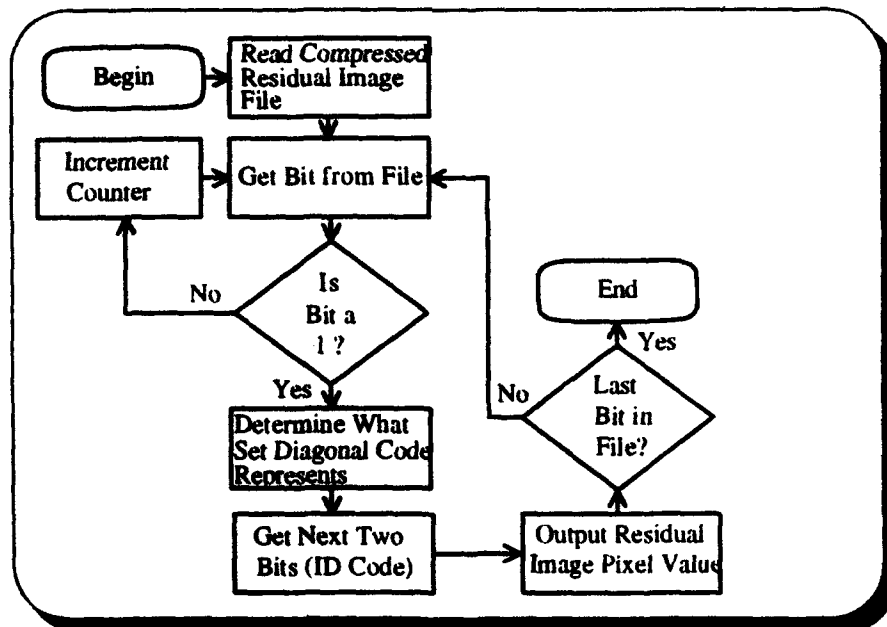 Begin
Read Compressed
Residual Image
File
Increment
Counter
Get Bit from File
Is
Bit a
1 ?
No
Yes
Determine What
Set Diagonal Code
Represents
Get Next Two
Bits (ID Code)
Output Residual
Image Pixel Value
Last
Bit in
File?
No
Yes
End